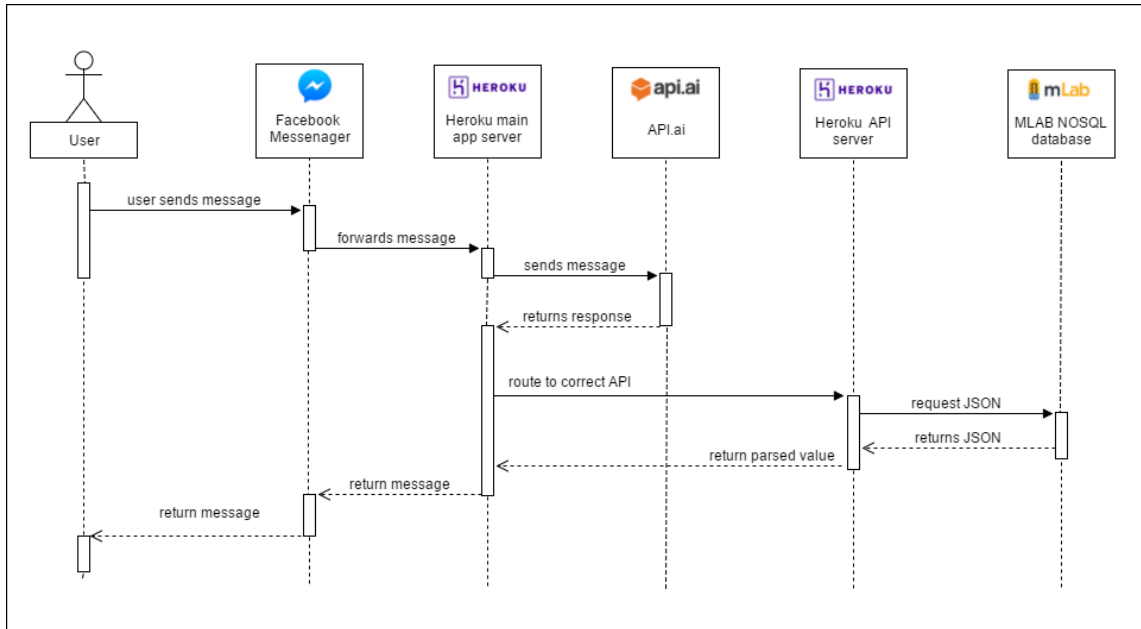 User
Facebook
Messenager
HEROKU
Heroku main
app server
api.ai
API.ai
HEROKU
Heroku API
server
mLab
MLAB NOSQL
database
user sends message
forwards message
sends message
returns response
route to correct API
request JSON
returns JSON
return parsed value
return message
return message